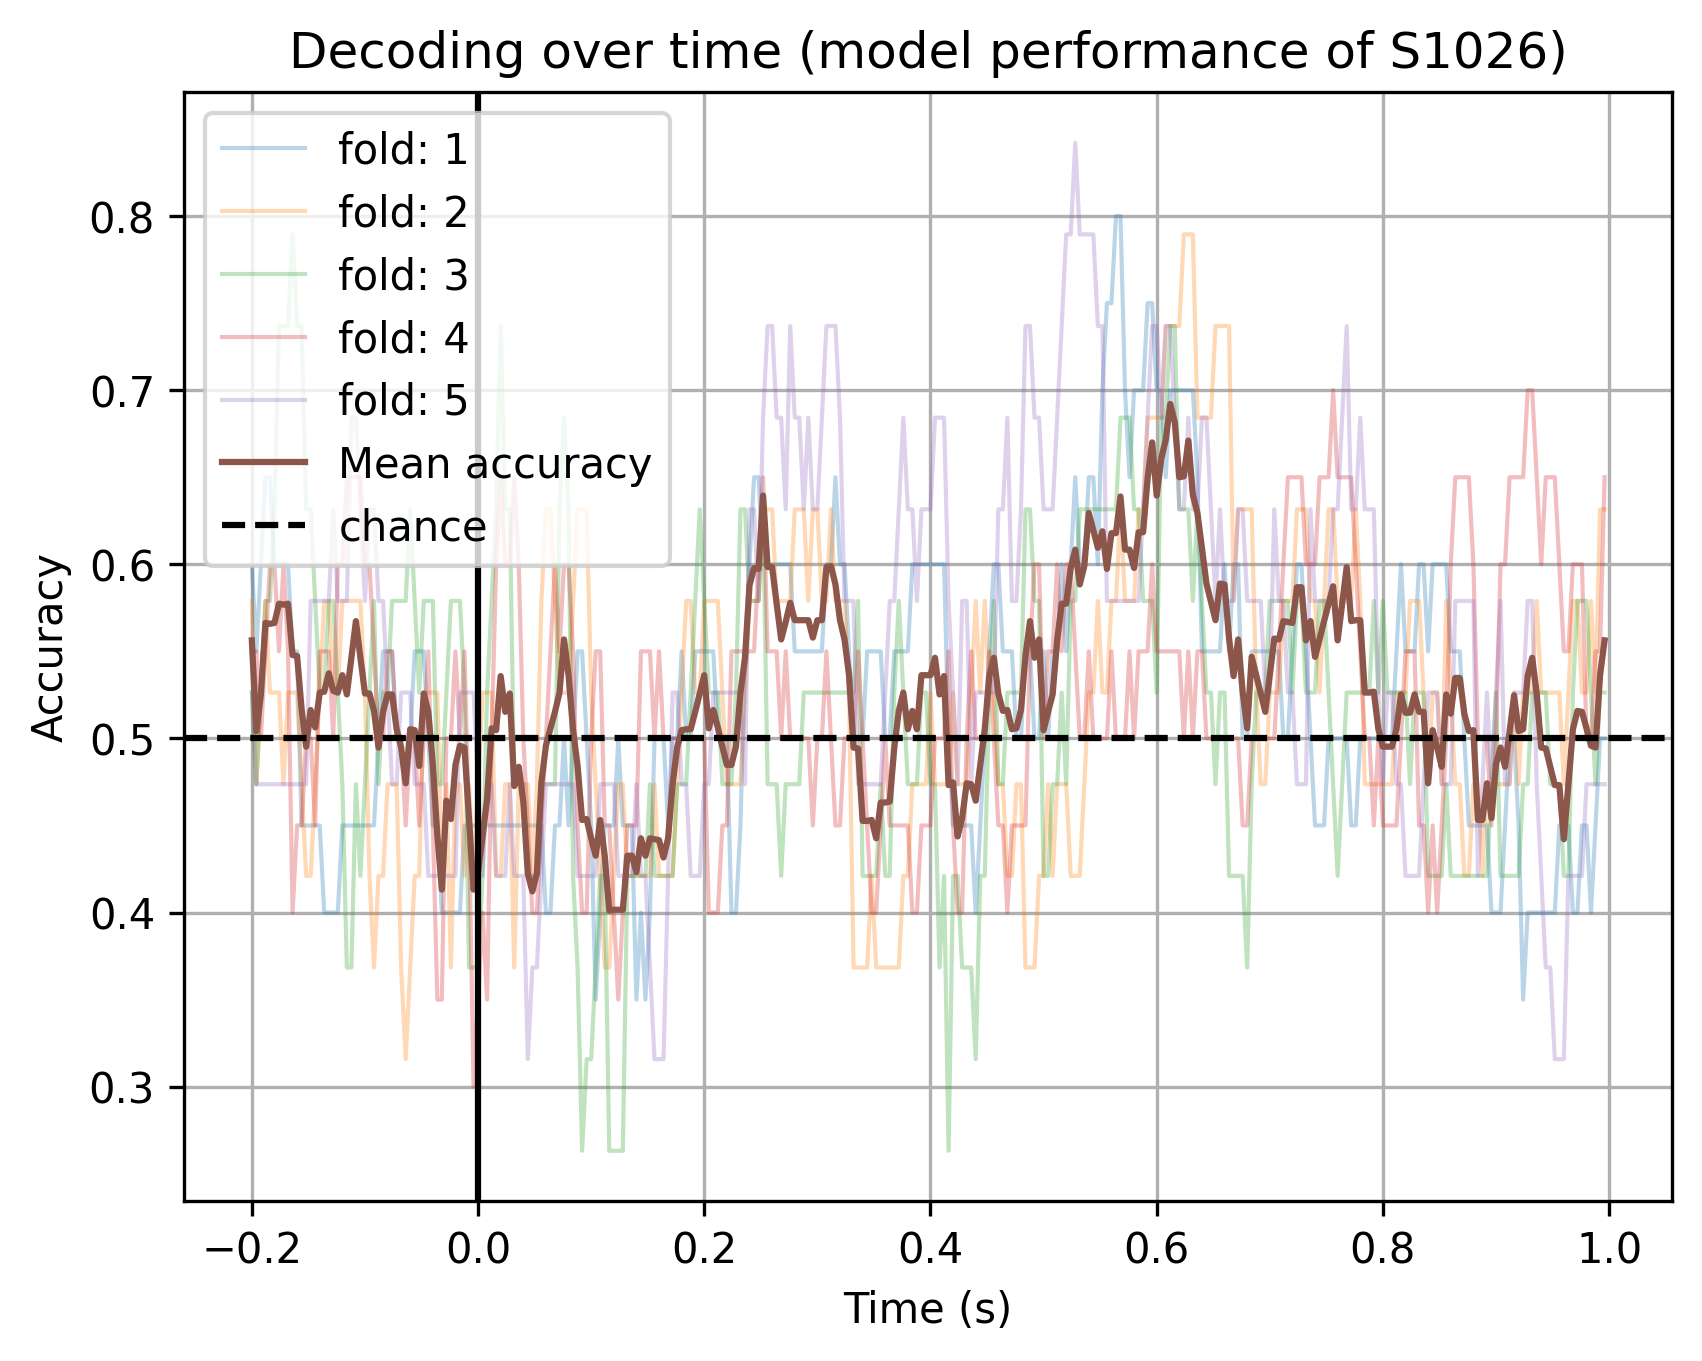 Decoding over time (model performance of S1026)
fold: 1
fold: 2
fold: 3
fold: 4
fold: 5
Mean accuracy
chance
Accuracy
0.8
0.7
0.6
0.5
0.4
0.3
−0.2 0.0 0.2 0.4 0.6 0.8 1.0
Time (s)